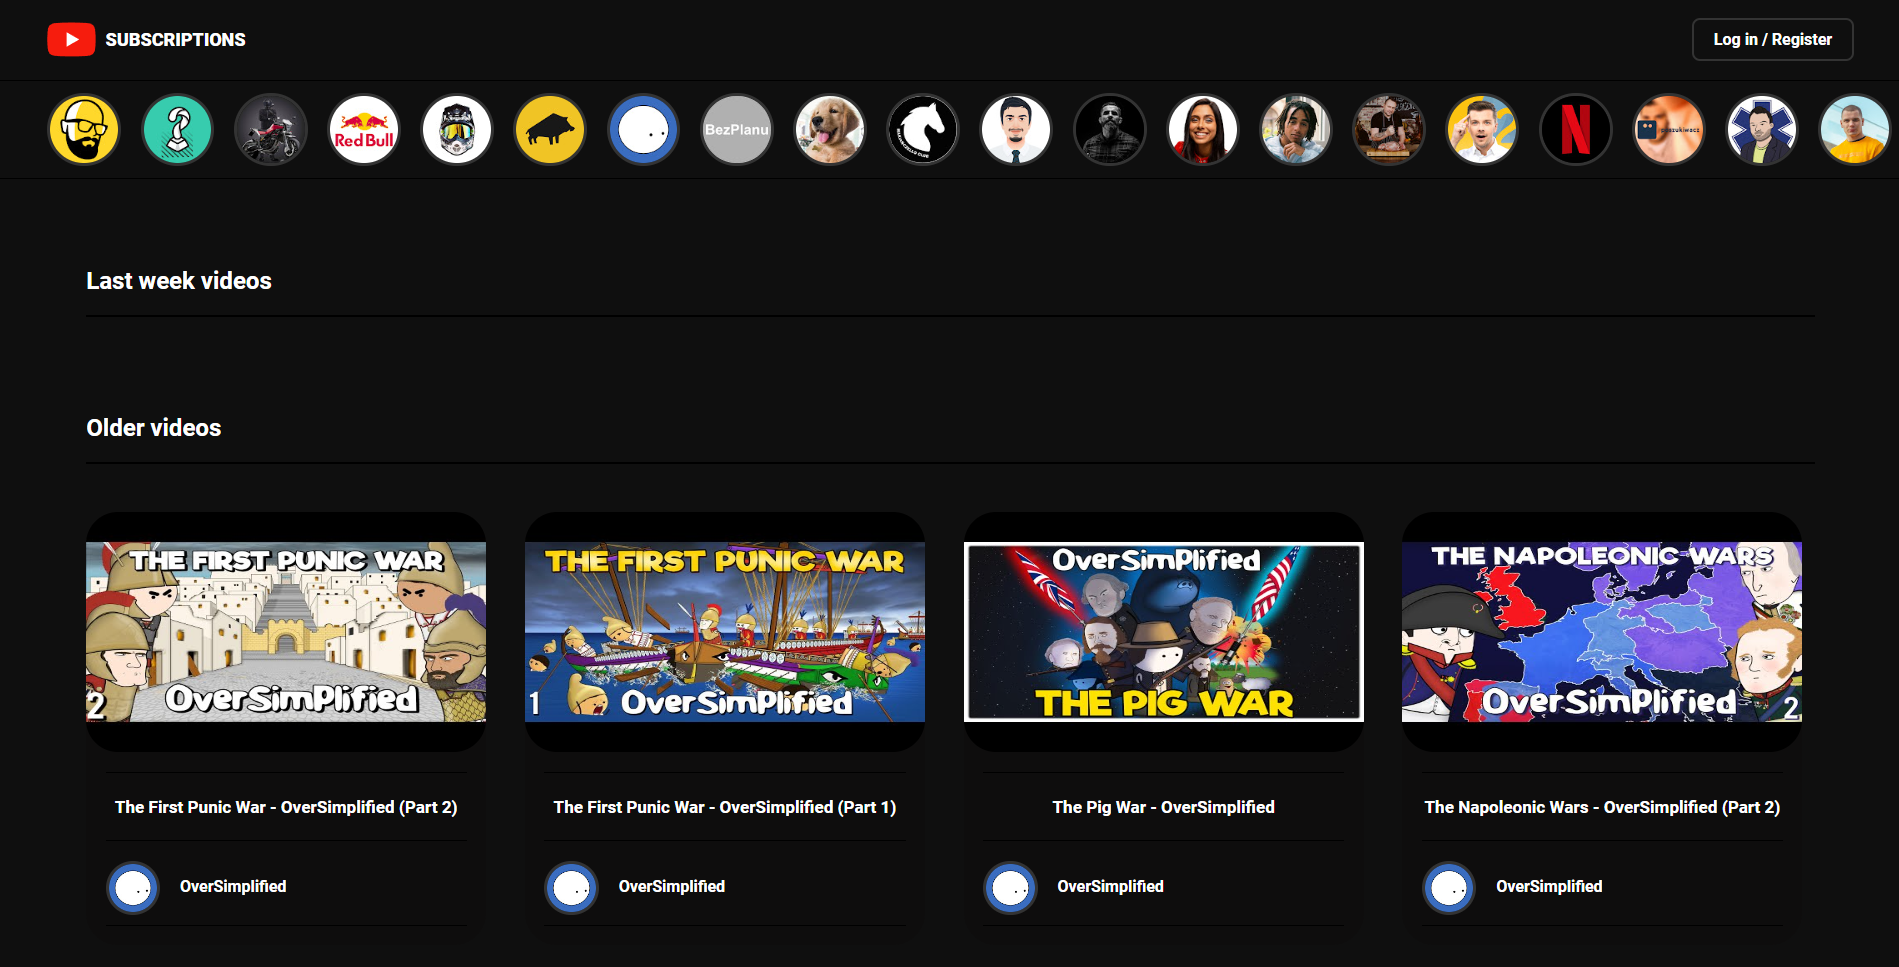 SUBSCRIPTIONS
Log in / Register
Red Bull
BezPlanu
N
Last week videos
Older videos
THE FIRST PUNIC WAR
2
OverSimplified
THE FIRST PUNIC WAR
1
OverSimplified
OverSimplified
THE PIG WAR
THE NAPOLEONIC WARS
OverSimplified
2
The First Punic War - OverSimplified (Part 2)
The First Punic War - OverSimplified (Part 1)
The Pig War - OverSimplified
The Napoleonic Wars - OverSimplified (Part 2)
OverSimplified
OverSimplified
OverSimplified
OverSimplified